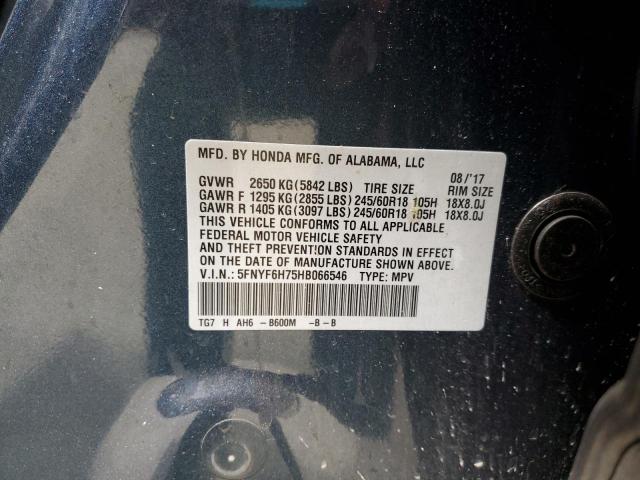 MFD. BY HONDA MFG. OF ALABAMA, LLC
08/'17
GVWR 2650 KG (5842 LBS) TIRE SIZE RIM SIZE
GAWR F 1295 KG (2855 LBS) 245/60R18 105H 18X8.0J
GAWR R 1405 KG (3097 LBS) 245/60R18 105H 18X8.0J
THIS VEHICLE CONFORMS TO ALL APPLICABLE
FEDERAL MOTOR VEHICLE SAFETY
AND THEFT PREVENTION STANDARDS IN EFFECT
ON THE DATE OF MANUFACTURE SHOWN ABOVE.
V.I.N.: 5FNYF6H75HB066546 TYPE: MPV
TG7 H AH6 -B600M -B-B